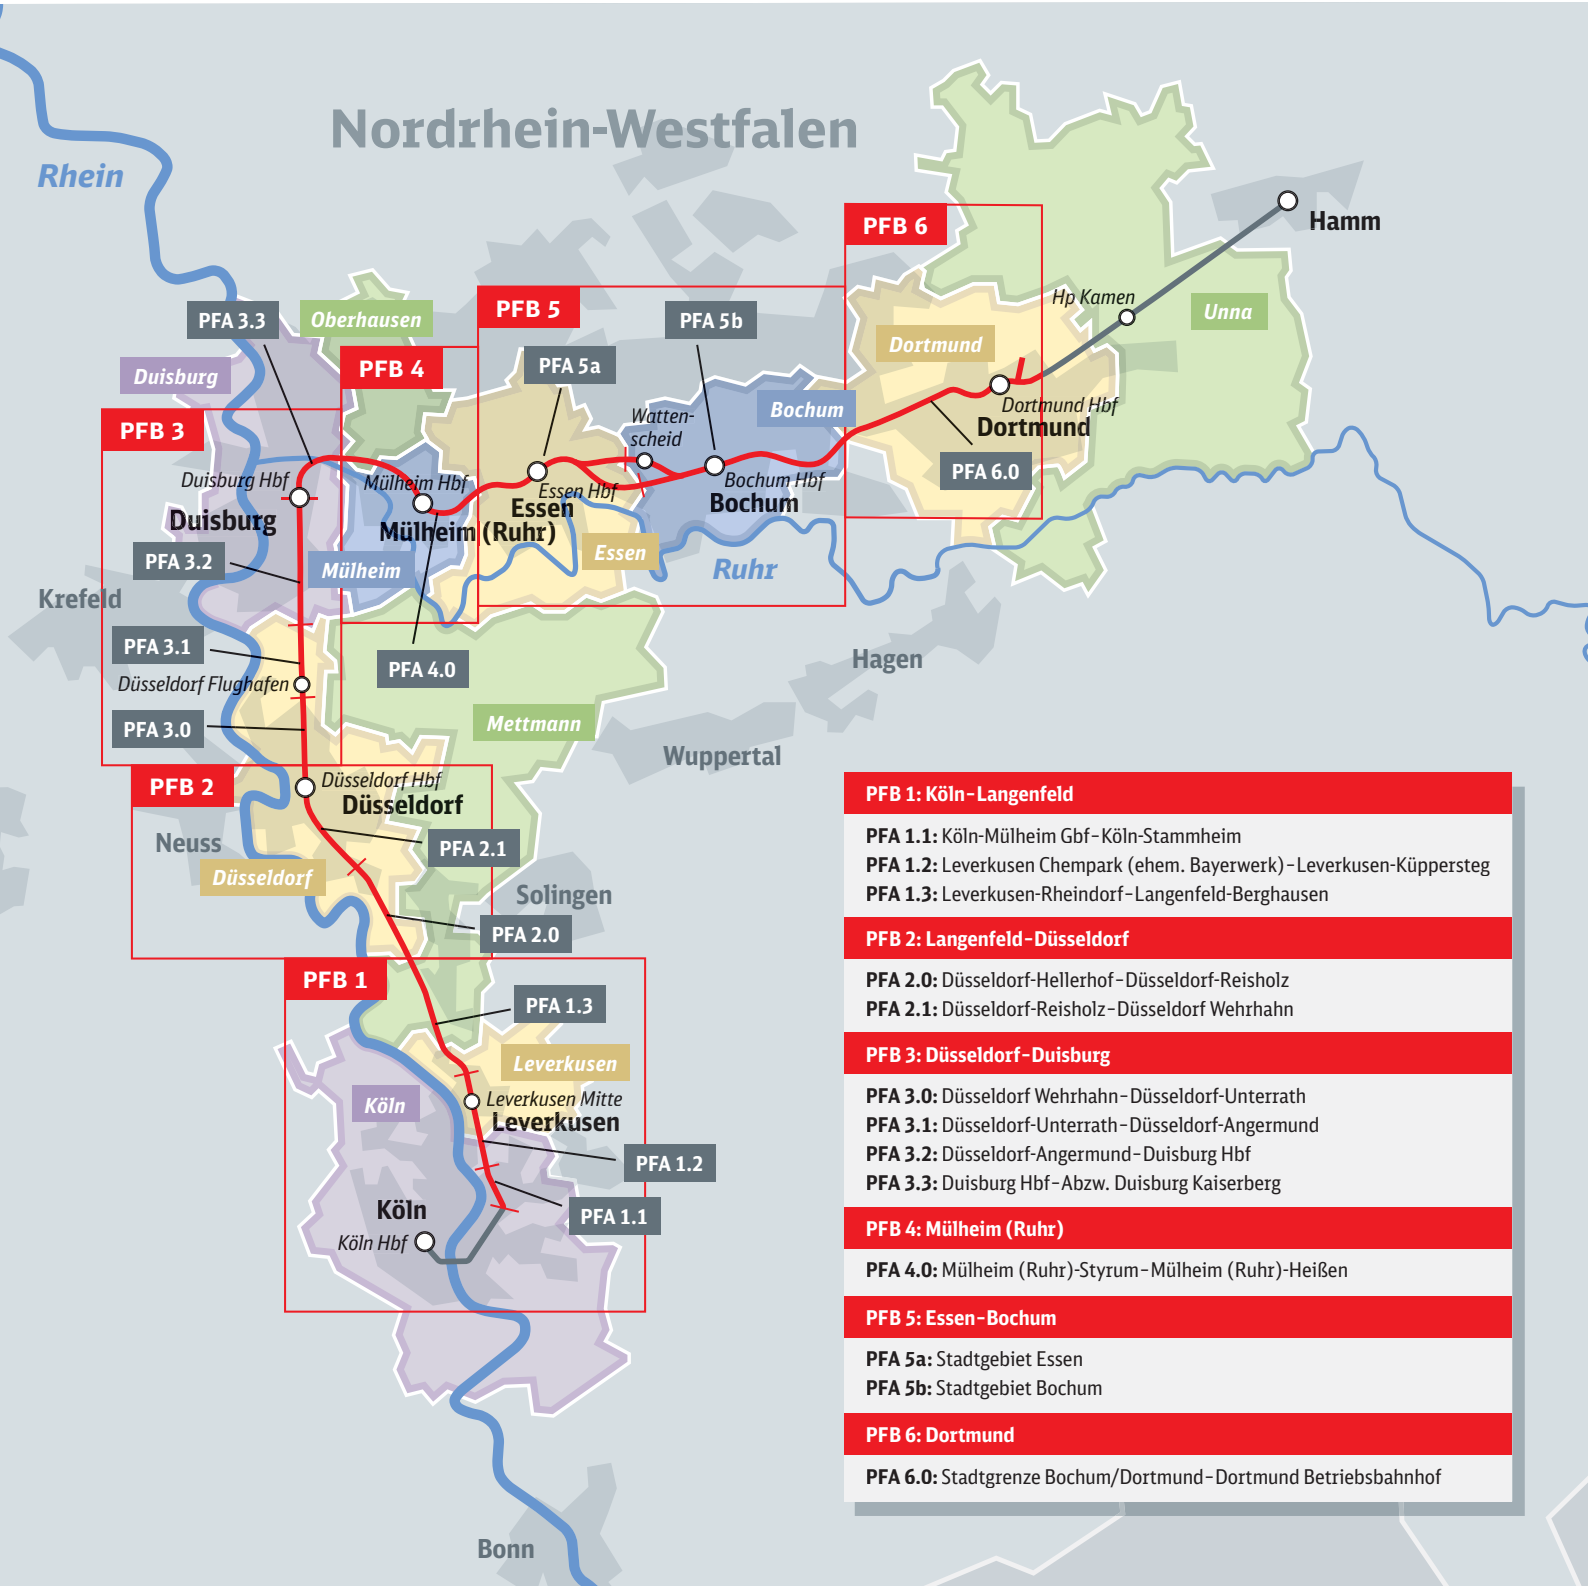 Nordrhein-Westfalen
Rhein
Hamm
PFB 6
Hp Kamen
Unna
PFA 3.3
Oberhausen
PFB 5
PFA 5b
Dortmund
Duisburg
PFB 4
PFA 5a
Bochum
Watten-
scheid
Dortmund Hbf
Dortmund
PFB 3
PFA 6.0
Duisburg Hbf
Duisburg
Mülheim Hbf
Mülheim (Ruhr)
Essen Hbf
Essen
Bochum Hbf
Bochum
PFA 3.2
Mülheim
Essen
Ruhr
Krefeld
PFA 3.1
PFA 4.0
Hagen
Düsseldorf Flughafen
PFA 3.0
Mettmann
Wuppertal
PFB 2
Düsseldorf Hbf
Düsseldorf
Neuss
PFA 2.1
Düsseldorf
Solingen
PFA 2.0
PFB 1
PFA 1.3
Leverkusen
Köln
Leverkusen Mitte
Leverkusen
PFA 1.2
Köln
PFA 1.1
Köln Hbf
Bonn
PFB 1: Köln–Langenfeld
PFA 1.1: Köln-Mülheim Gbf–Köln-Stammheim
PFA 1.2: Leverkusen Chempark (ehem. Bayerwerk)–Leverkusen-Küppersteg
PFA 1.3: Leverkusen-Rheindorf–Langenfeld-Berghausen
PFB 2: Langenfeld–Düsseldorf
PFA 2.0: Düsseldorf-Hellerhof–Düsseldorf-Reisholz
PFA 2.1: Düsseldorf-Reisholz–Düsseldorf Wehrhahn
PFB 3: Düsseldorf–Duisburg
PFA 3.0: Düsseldorf Wehrhahn–Düsseldorf-Unterrath
PFA 3.1: Düsseldorf-Unterrath–Düsseldorf-Angermund
PFA 3.2: Düsseldorf-Angermund–Duisburg Hbf
PFA 3.3: Duisburg Hbf–Abzw. Duisburg Kaiserberg
PFB 4: Mülheim (Ruhr)
PFA 4.0: Mülheim (Ruhr)-Styrum–Mülheim (Ruhr)-Heißen
PFB 5: Essen–Bochum
PFA 5a: Stadtgebiet Essen
PFA 5b: Stadtgebiet Bochum
PFB 6: Dortmund
PFA 6.0: Stadtgrenze Bochum/Dortmund–Dortmund Betriebsbahnhof